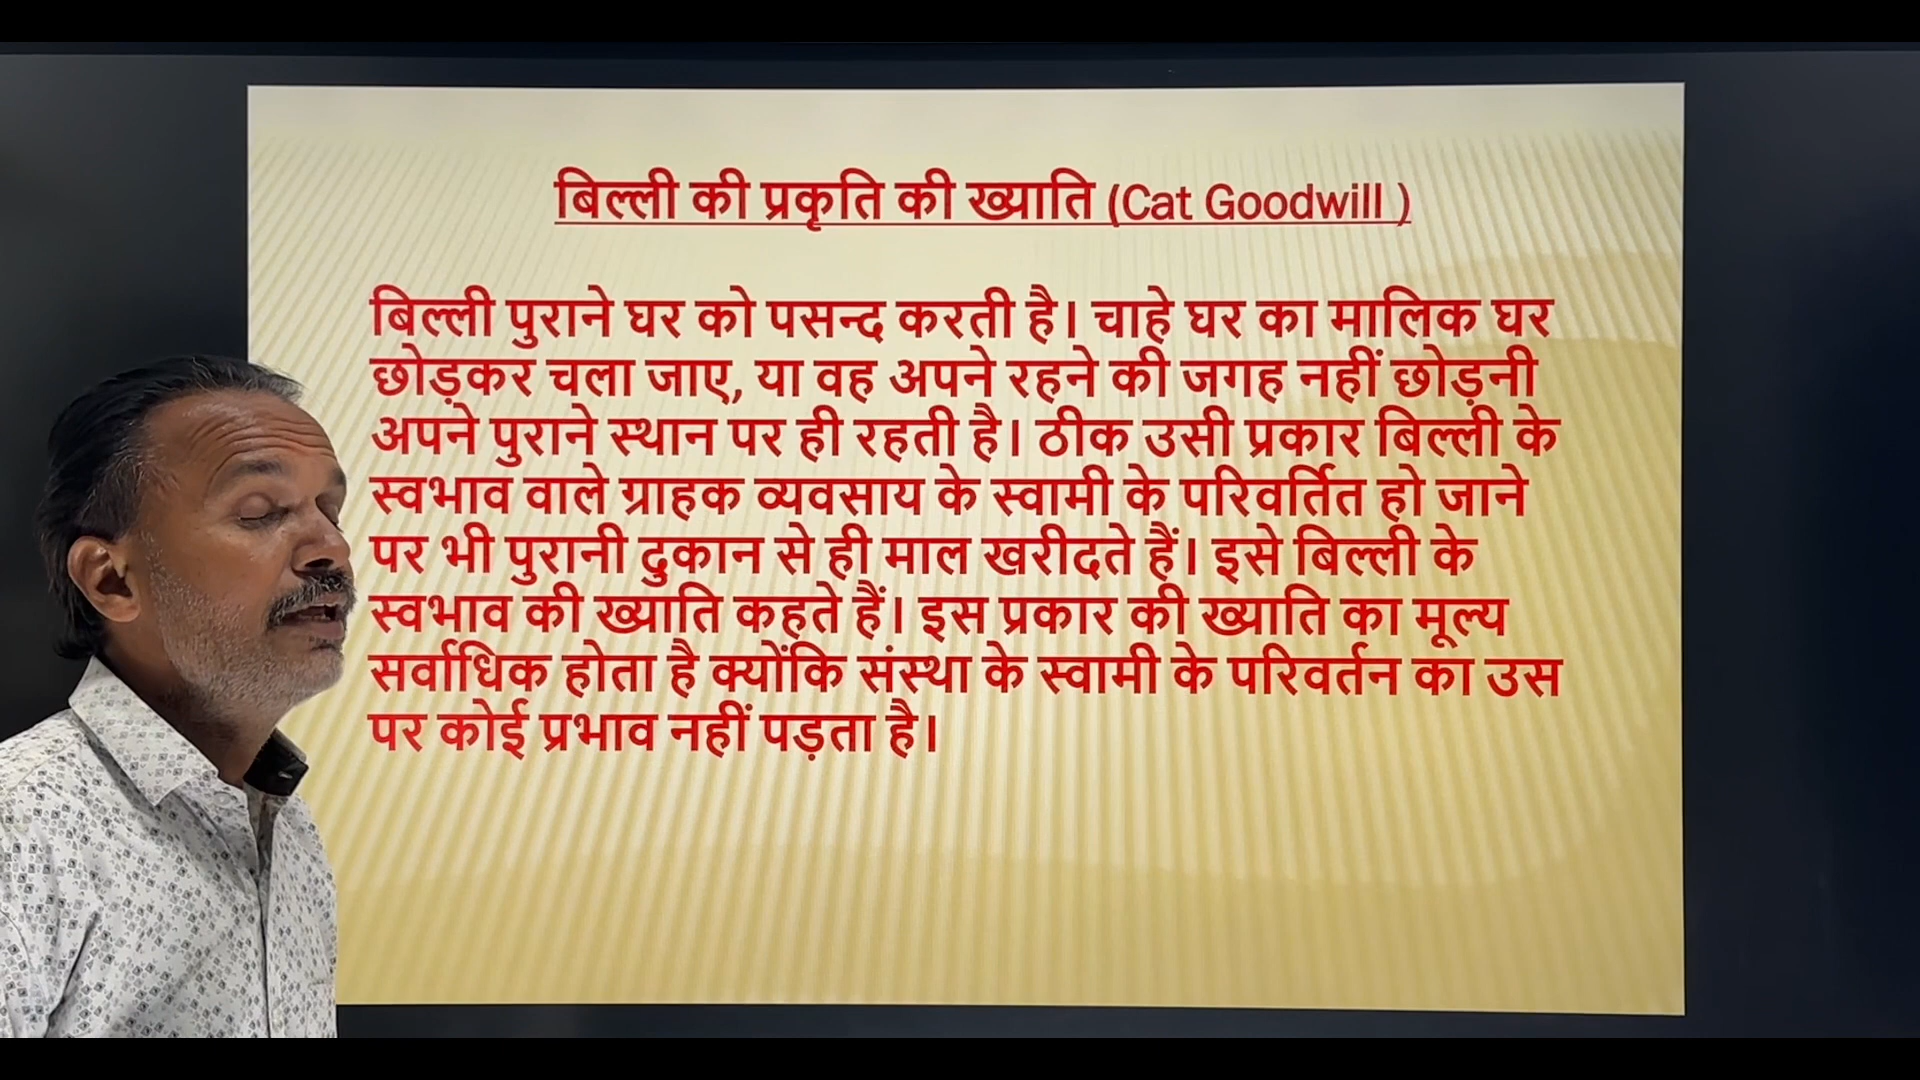 बिल्ली की प्रकृति की ख्याति (Cat Goodwill )
बिल्ली पुराने घर को पसन्द करती है। चाहे घर का मालिक घर
छोड़कर चला जाए, या वह अपने रहने की जगह नहीं छोड़नी
अपने पुराने स्थान पर ही रहती है। ठीक उसी प्रकार बिल्ली के
स्वभाव वाले ग्राहक व्यवसाय के स्वामी के परिवर्तित हो जाने
पर भी पुरानी दुकान से ही माल खरीदते हैं। इसे बिल्ली के
स्वभाव की ख्याति कहते हैं। इस प्रकार की ख्याति का मूल्य
सर्वाधिक होता है क्योंकि संस्था के स्वामी के परिवर्तन का उस
पर कोई प्रभाव नहीं पड़ता है।